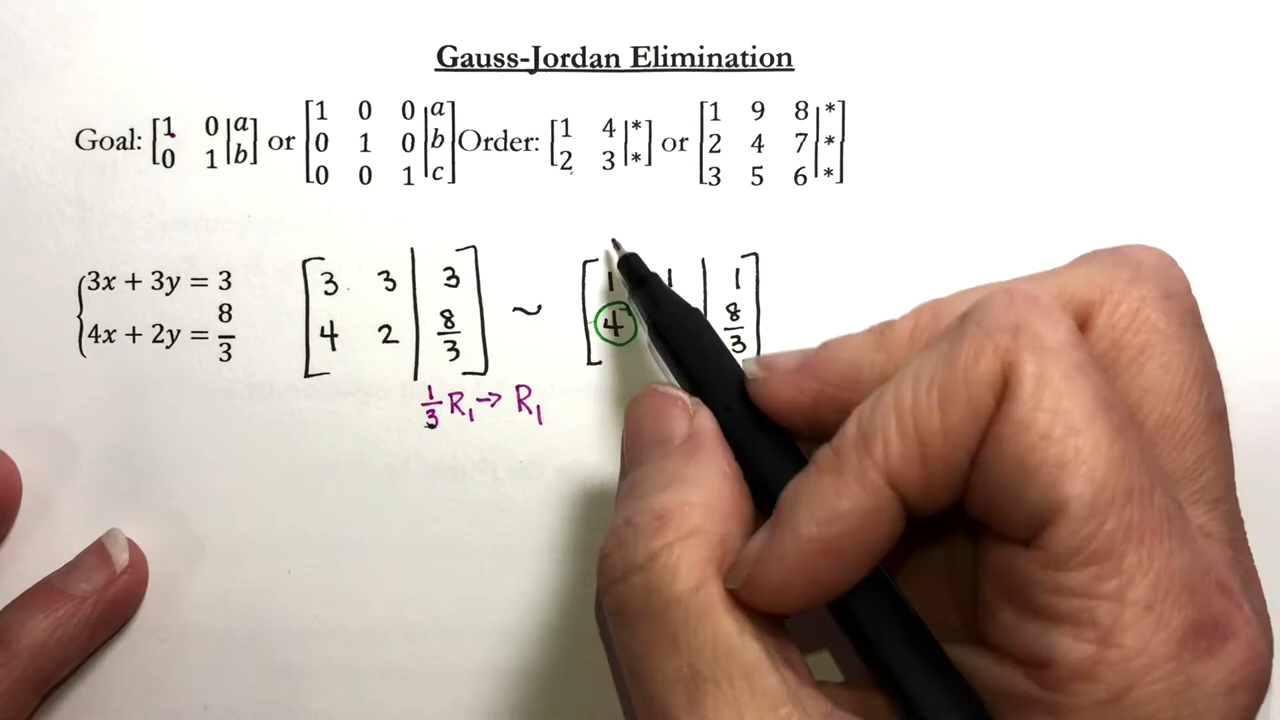 Gauss-Jordan Elimination
Goal: [1 0 | a] or [1 0 0 | a] Order: [1 4 | *] or [1 9 8 | *]
[0 1 | b] [0 1 0 | b] [2 3 | *] [2 4 7 | *]
[0 0 1 | c] [3 5 6 | *]
{3x + 3y = 3
{4x + 2y = 8/3
[3 3 | 3] ~ [1 1 | 1]
[4 2 | 8/3] [4 | 8/3]
1/3 R₁ → R₁